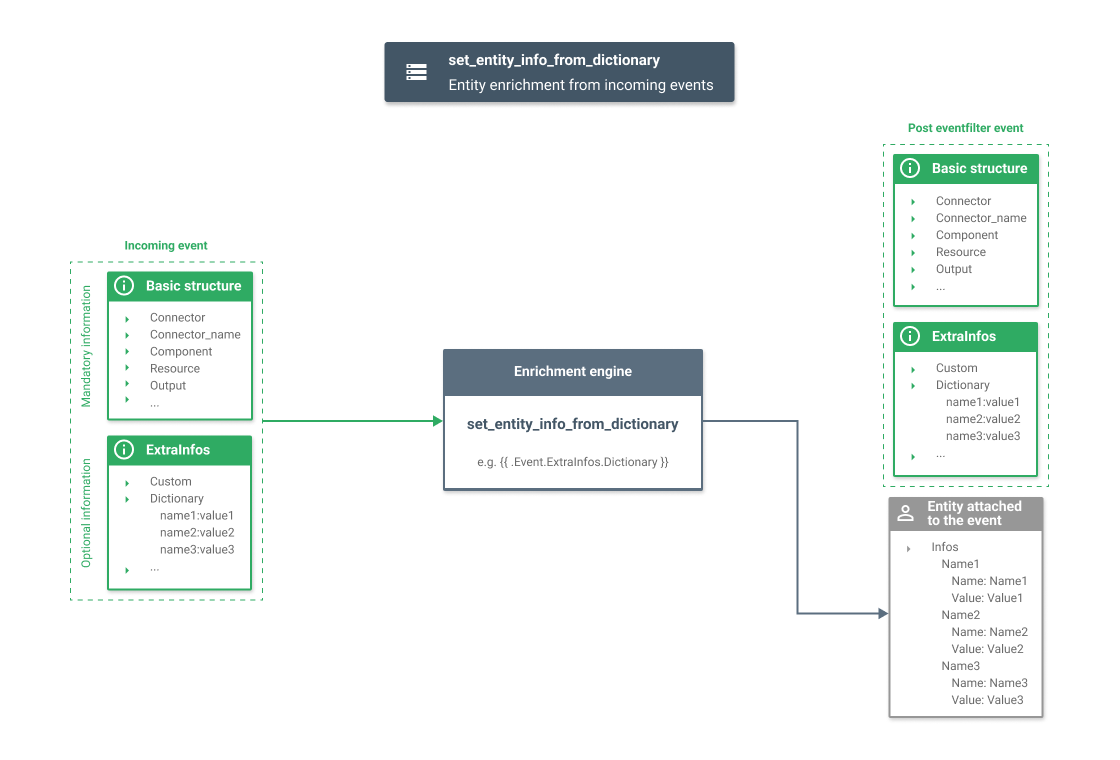 set_entity_info_from_dictionary
Entity enrichment from incoming events
Incoming event
Mandatory information
Basic structure
Connector
Connector_name
Component
Resource
Output
...
Optional information
ExtraInfos
Custom
Dictionary
name1:value1
name2:value2
name3:value3
...
Enrichment engine
set_entity_info_from_dictionary
e.g. {{ .Event.ExtraInfos.Dictionary }}
Post eventfilter event
Basic structure
Connector
Connector_name
Component
Resource
Output
...
ExtraInfos
Custom
Dictionary
name1:value1
name2:value2
name3:value3
...
Entity attached
to the event
Infos
Name1
Name: Name1
Value: Value1
Name2
Name: Name2
Value: Value2
Name3
Name: Name3
Value: Value3